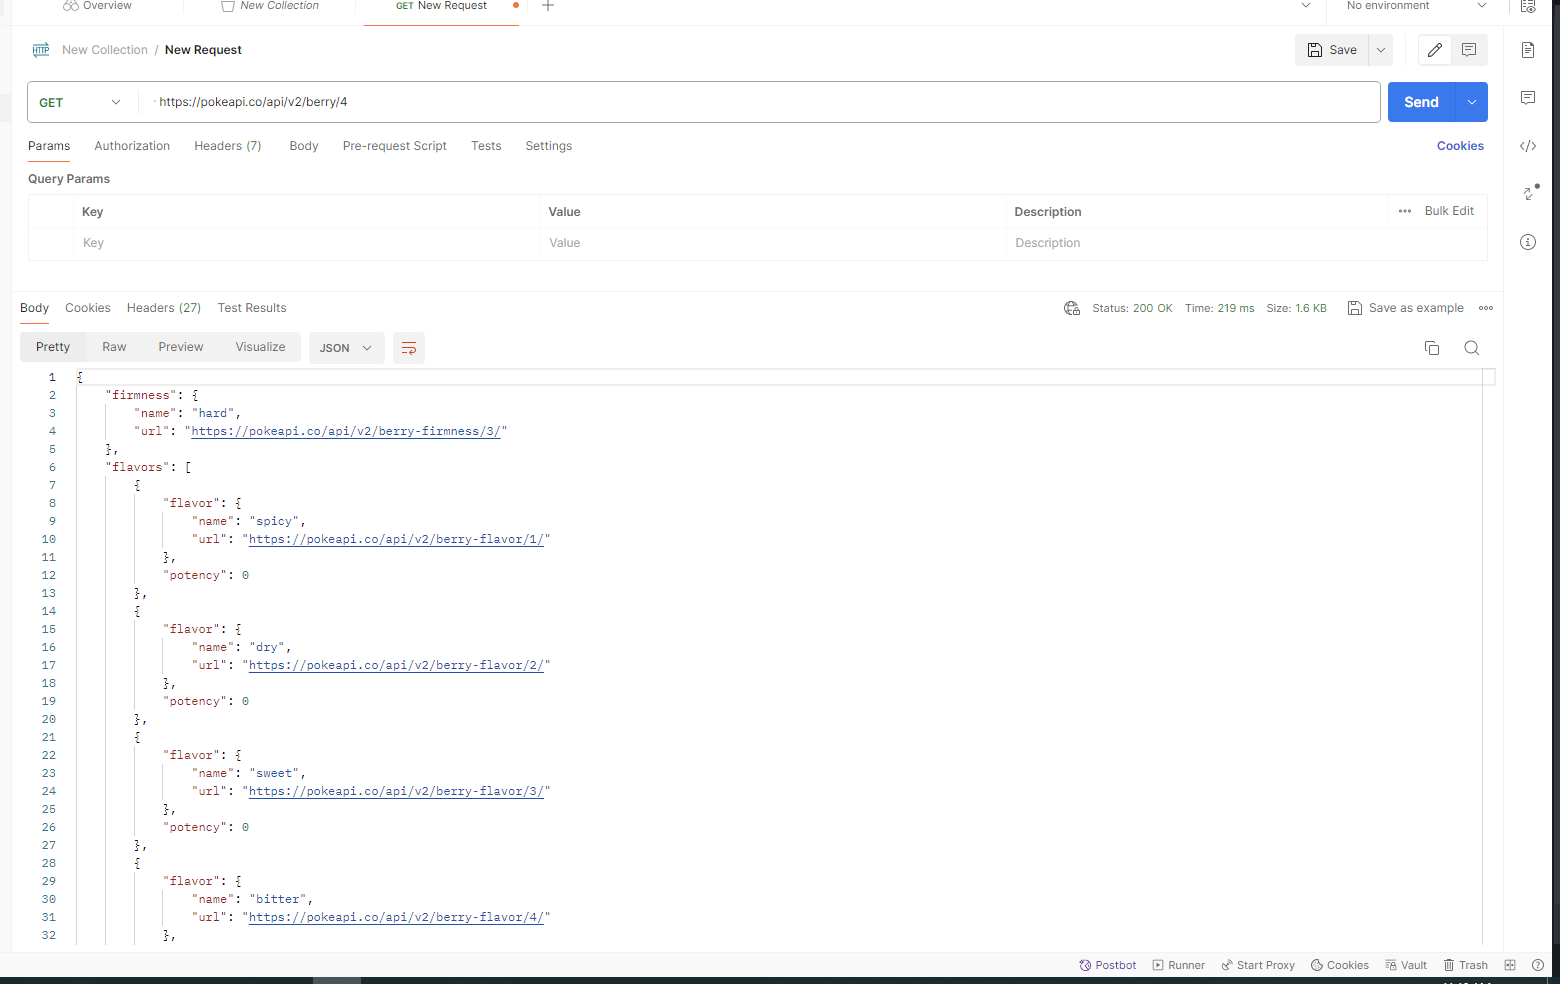 Overview New Collection GET New Request No environment
HTTP New Collection / New Request Save
GET https://pokeapi.co/api/v2/berry/4 Send
Params Authorization Headers (7) Body Pre-request Script Tests Settings Cookies
Query Params
Key Value Description Bulk Edit
Key Value Description
Body Cookies Headers (27) Test Results Status: 200 OK Time: 219 ms Size: 1.6 KB Save as example
Pretty Raw Preview Visualize JSON
1 {
2 "firmness": {
3 "name": "hard",
4 "url": "https://pokeapi.co/api/v2/berry-firmness/3/"
5 },
6 "flavors": [
7 {
8 "flavor": {
9 "name": "spicy",
10 "url": "https://pokeapi.co/api/v2/berry-flavor/1/"
11 },
12 "potency": 0
13 },
14 {
15 "flavor": {
16 "name": "dry",
17 "url": "https://pokeapi.co/api/v2/berry-flavor/2/"
18 },
19 "potency": 0
20 },
21 {
22 "flavor": {
23 "name": "sweet",
24 "url": "https://pokeapi.co/api/v2/berry-flavor/3/"
25 },
26 "potency": 0
27 },
28 {
29 "flavor": {
30 "name": "bitter",
31 "url": "https://pokeapi.co/api/v2/berry-flavor/4/"
32 },
Postbot Runner Start Proxy Cookies Vault Trash